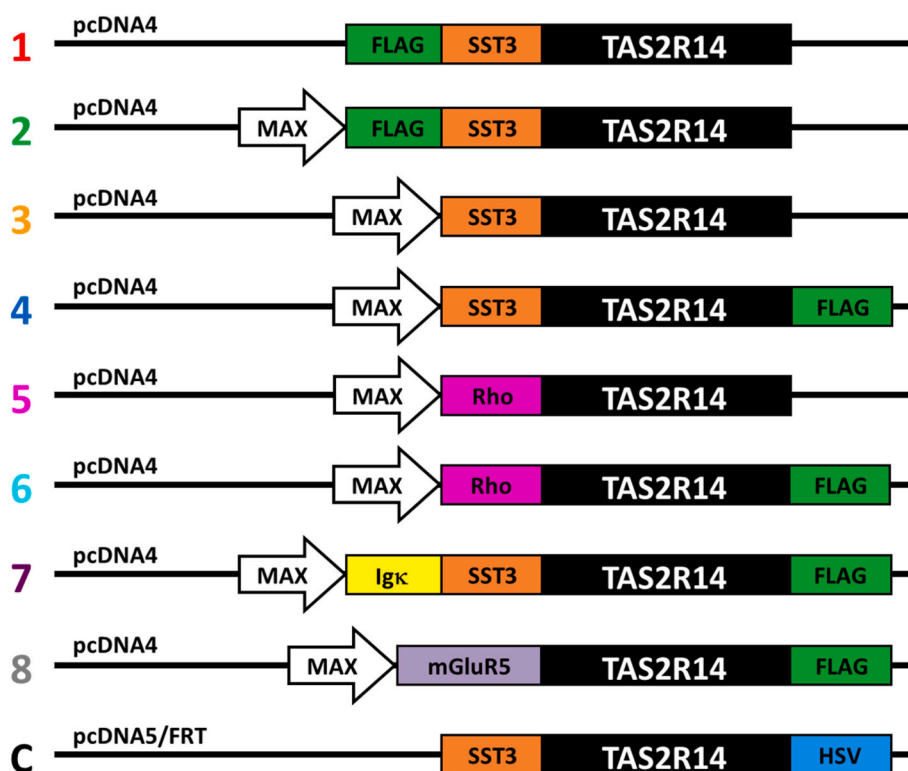 pcDNA4
1 FLAG SST3 TAS2R14
pcDNA4
2 MAX FLAG SST3 TAS2R14
pcDNA4
3 MAX SST3 TAS2R14
pcDNA4
4 MAX SST3 TAS2R14 FLAG
pcDNA4
5 MAX Rho TAS2R14
pcDNA4
6 MAX Rho TAS2R14 FLAG
pcDNA4
7 MAX Igκ SST3 TAS2R14 FLAG
pcDNA4
8 MAX mGluR5 TAS2R14 FLAG
pcDNA5/FRT
C SST3 TAS2R14 HSV